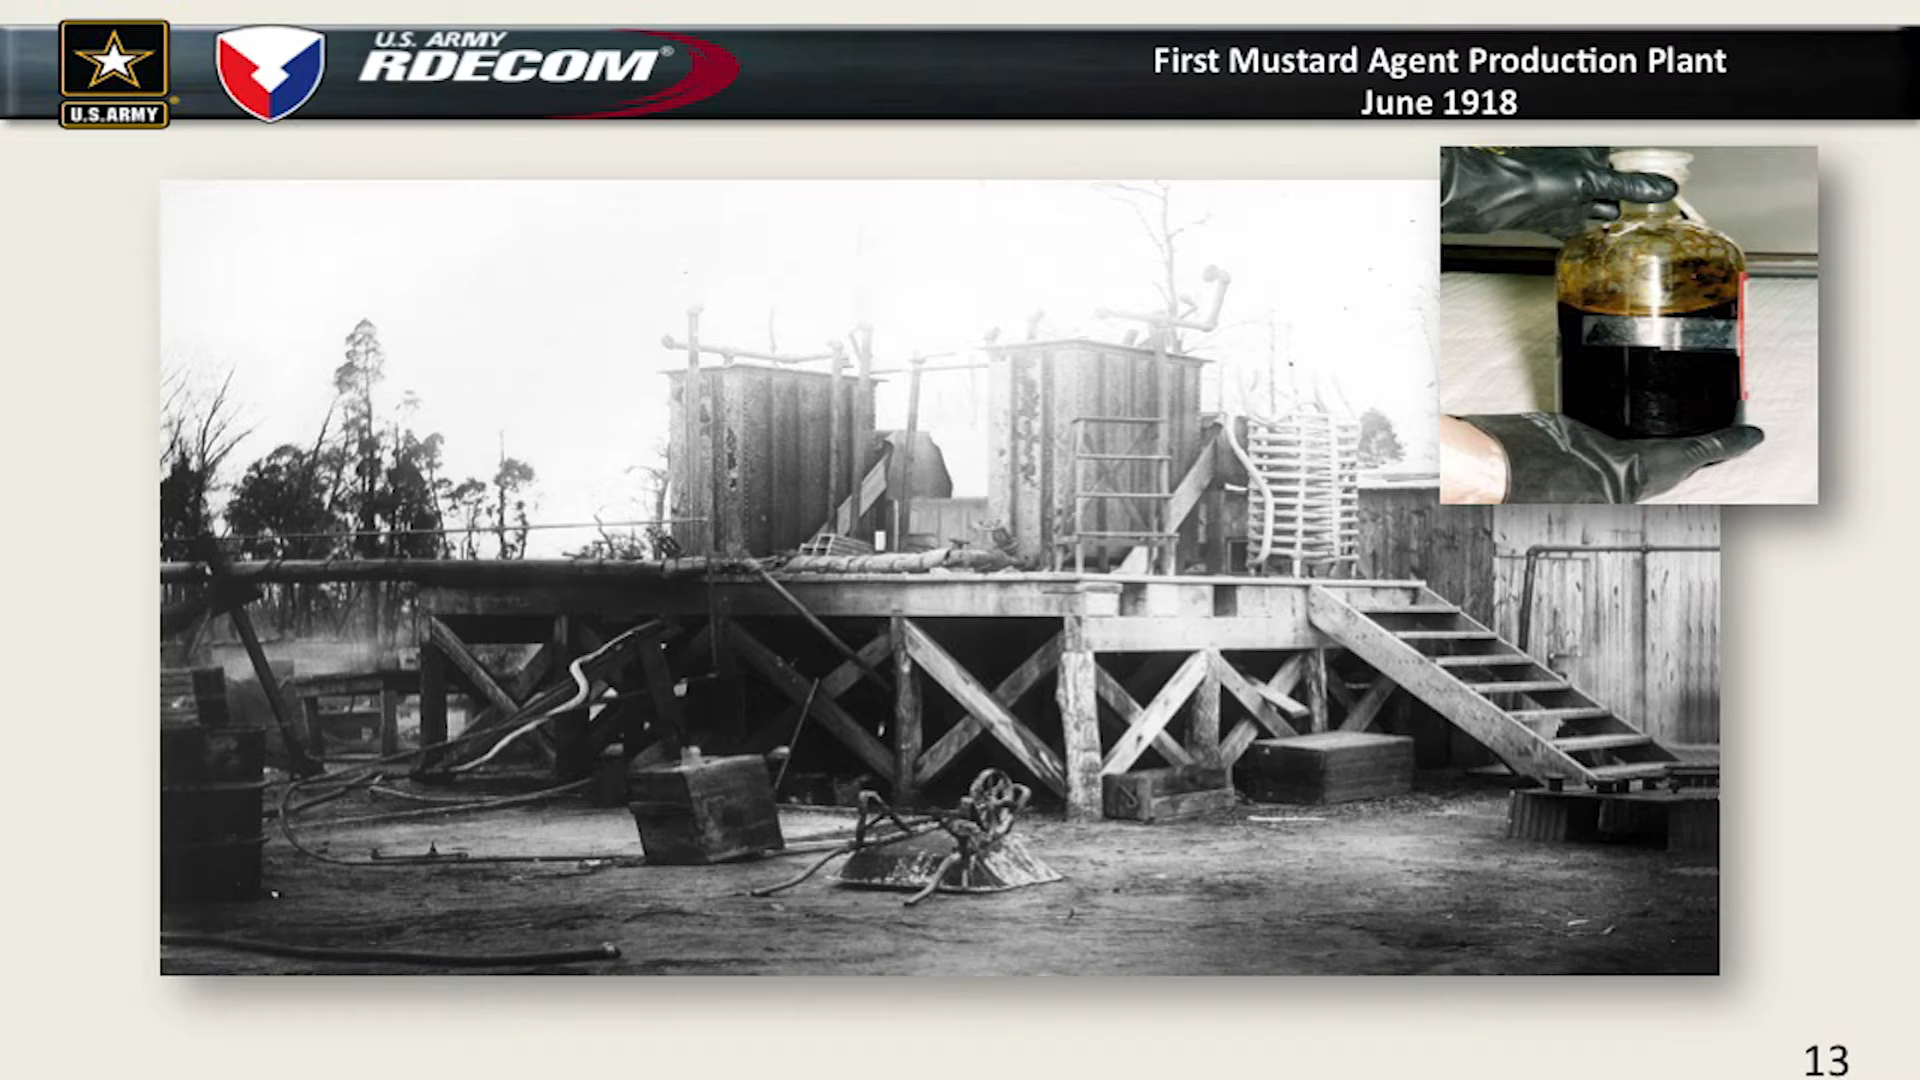 U.S. ARMY
U.S. ARMY
RDECOM®
First Mustard Agent Production Plant
June 1918
13